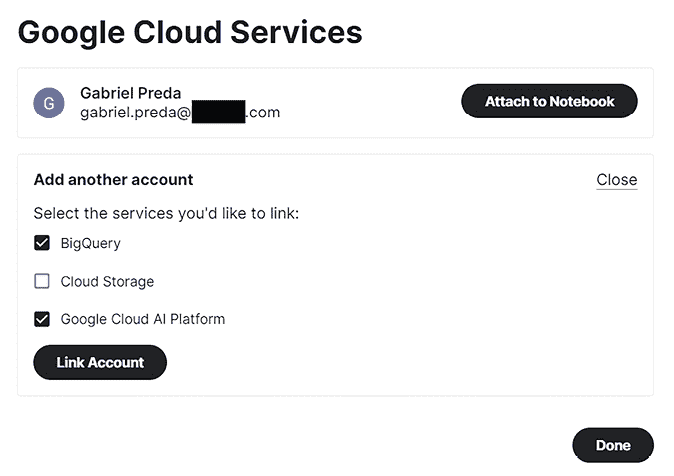 Google Cloud Services
G
Gabriel Preda
gabriel.preda@ .com
Attach to Notebook
Add another account
Close
Select the services you'd like to link:
BigQuery
Cloud Storage
Google Cloud AI Platform
Link Account
Done